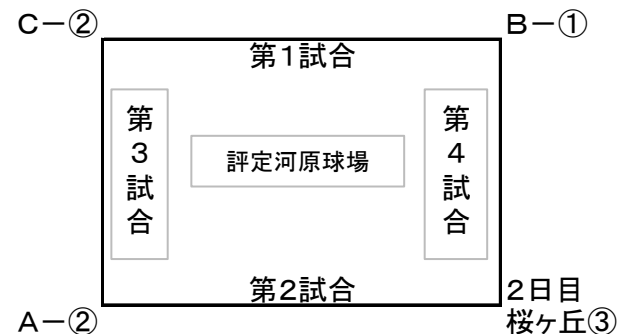 C－②
B－①
第1試合
第3試合
評定河原球場
第4試合
第2試合
A－②
2日目
桜ヶ丘③